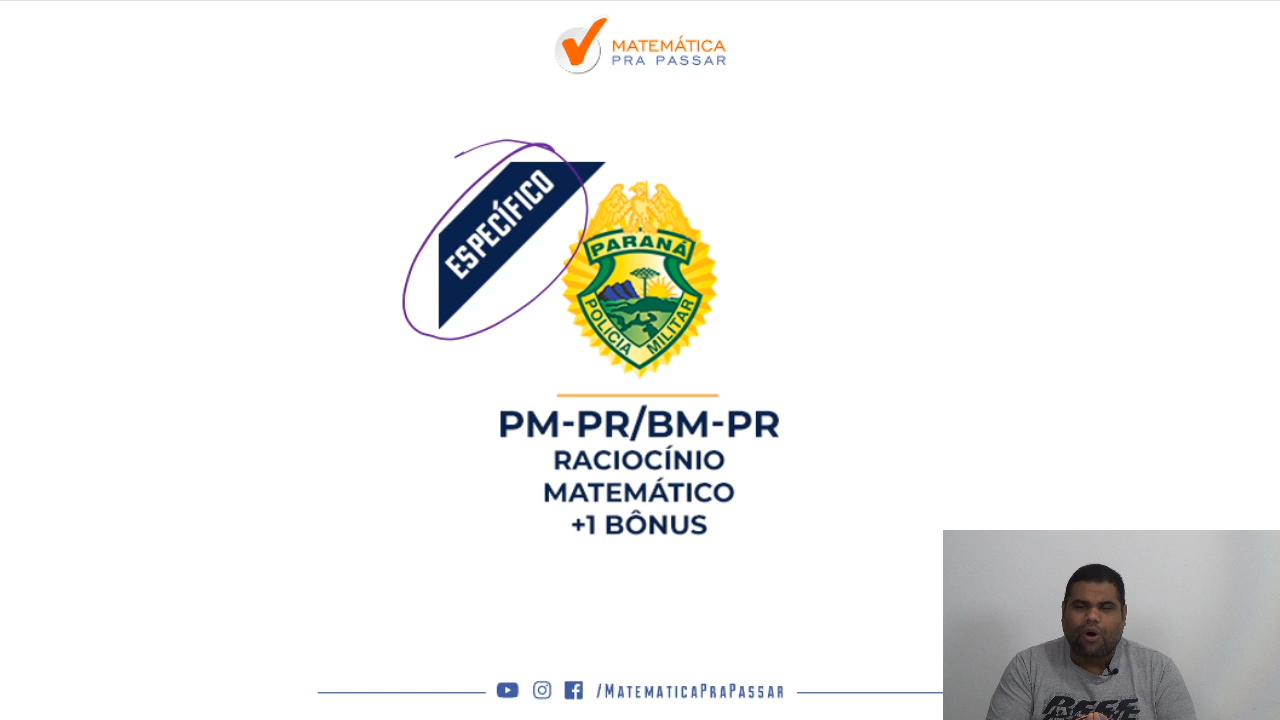 MATEMÁTICA
PRA PASSAR
ESPECÍFICO
PARANÁ
POLÍCIA MILITAR
PM-PR/BM-PR
RACIOCÍNIO
MATEMÁTICO
+1 BÔNUS
/MATEMATICAPRAPASSAR